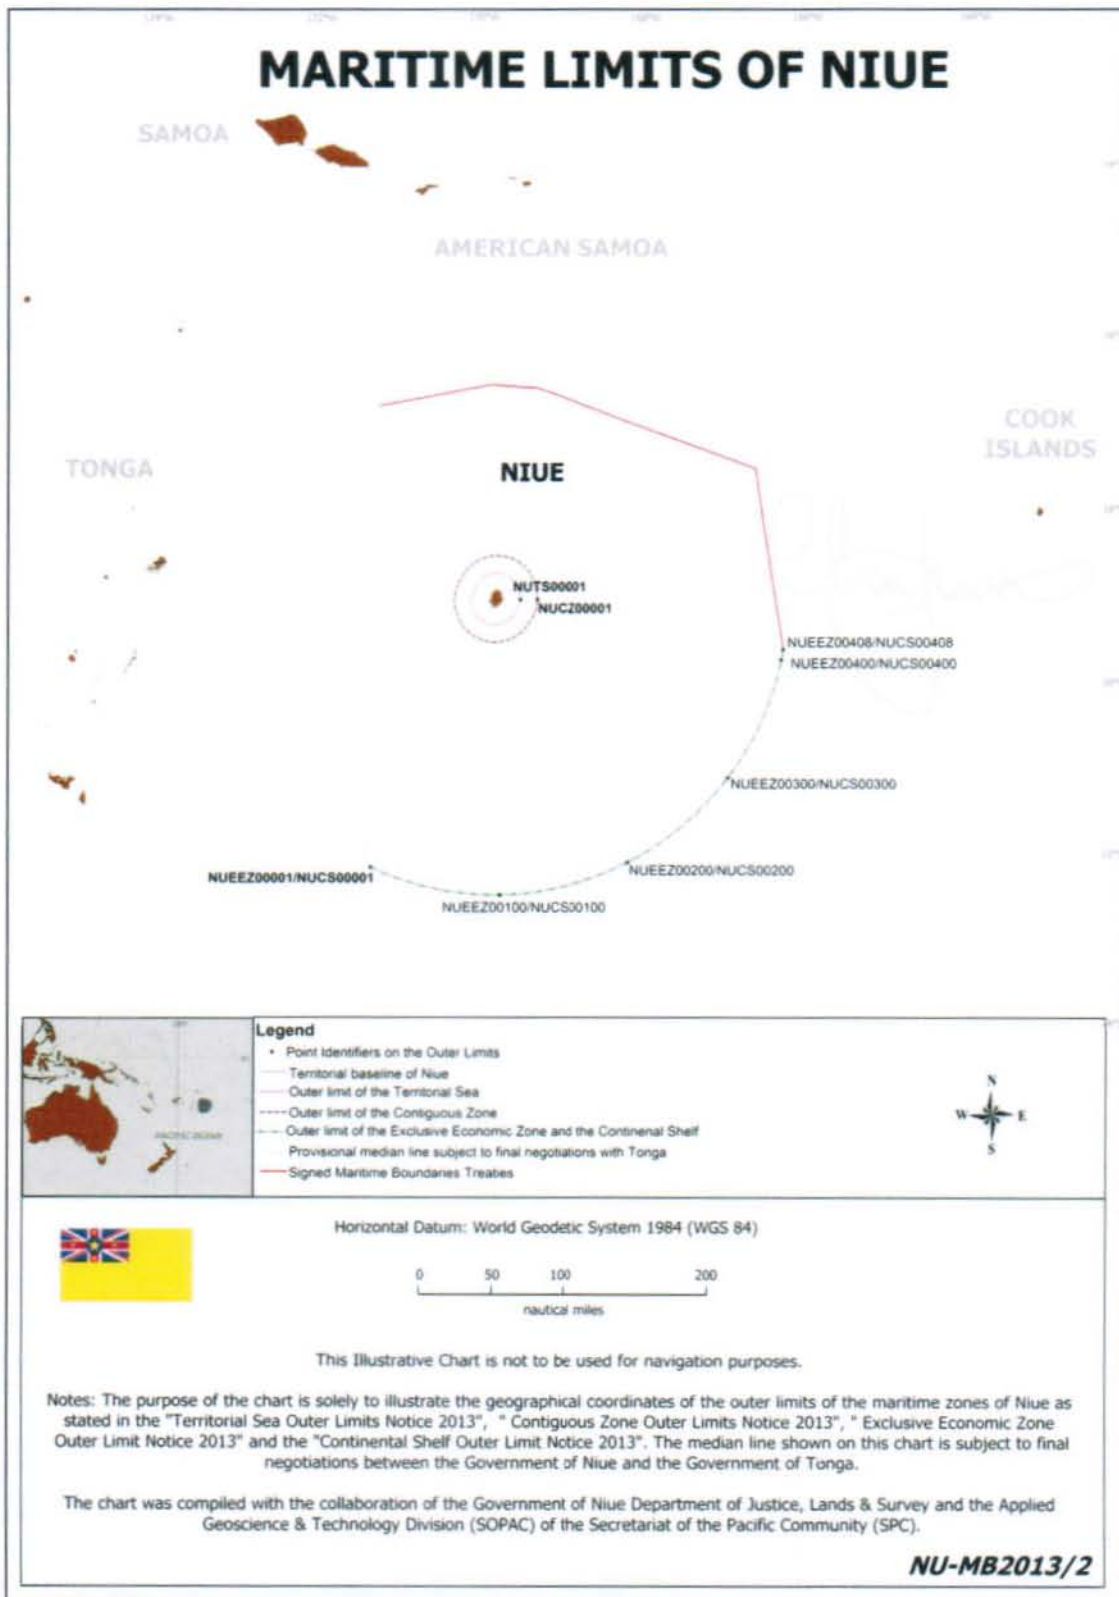 MARITIME LIMITS OF NIUE
SAMOA
AMERICAN SAMOA
COOK
ISLANDS
TONGA
NIUE
NUTS00001
NUCZ00001
NUEEZ00408/NUCS00408
NUEEZ00400/NUCS00400
NUEEZ00300/NUCS00300
NUEEZ00200/NUCS00200
NUEEZ00001/NUCS00001
NUEEZ00100/NUCS00100
Legend
Point Identifiers on the Outer Limits
Territorial baseline of Niue
Outer limit of the Territorial Sea
Outer limit of the Contiguous Zone
Outer limit of the Exclusive Economic Zone and the Continenal Shelf
Provisional median line subject to final negotiations with Tonga
Signed Maritime Boundaries Treaties
PACIFIC OCEAN
N
W E
S
Horizontal Datum: World Geodetic System 1984 (WGS 84)
0 50 100 200
nautical miles
This Illustrative Chart is not to be used for navigation purposes.
Notes: The purpose of the chart is solely to illustrate the geographical coordinates of the outer limits of the maritime zones of Niue as
stated in the "Territorial Sea Outer Limits Notice 2013", " Contiguous Zone Outer Limits Notice 2013", " Exclusive Economic Zone
Outer Limit Notice 2013" and the "Continental Shelf Outer Limit Notice 2013". The median line shown on this chart is subject to final
negotiations between the Government of Niue and the Government of Tonga.
The chart was compiled with the collaboration of the Government of Niue Department of Justice, Lands & Survey and the Applied
Geoscience & Technology Division (SOPAC) of the Secretariat of the Pacific Community (SPC).
NU-MB2013/2